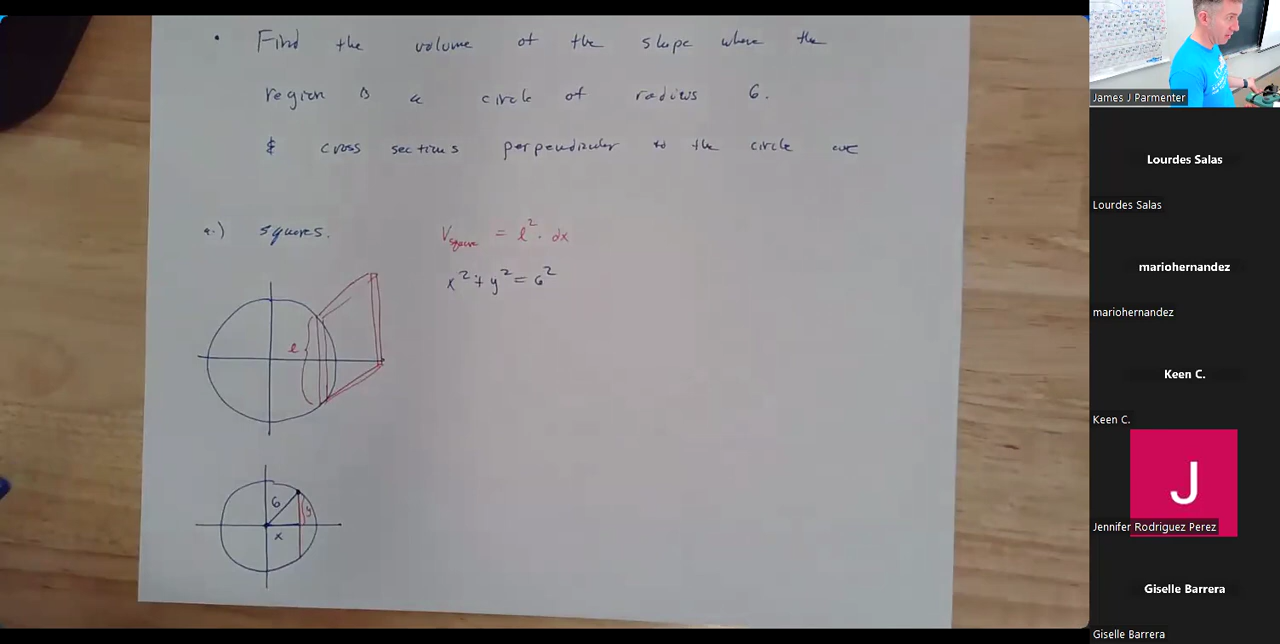 • Find the volume of the shape where the
region is a circle of radius 6.
& cross sections perpendicular to the circle are
a.) squares.
V_square = l² · dx
x² + y² = 6²
l
6
y
x
James J Parmenter
Lourdes Salas
Lourdes Salas
mariohernandez
mariohernandez
Keen C.
Keen C.
J
Jennifer Rodriguez Perez
Giselle Barrera
Giselle Barrera